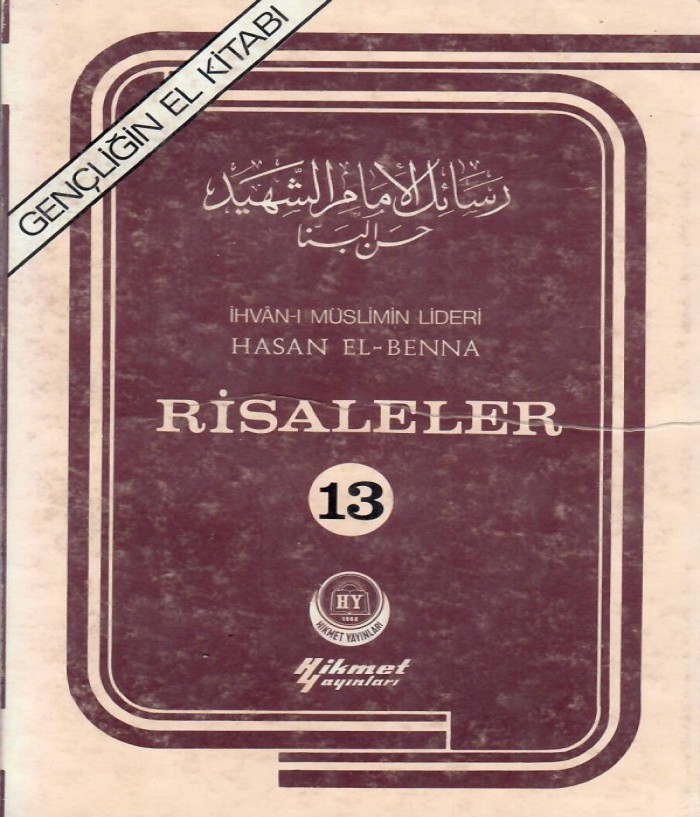 GENÇLİĞİN EL KİTABI
رسائل الإمام الشهيد
حسن البنا
İHVÂN-I MÜSLİMİN LİDERİ
HASAN EL-BENNA
RİSALELER
13
HY
HİKMET YAYINLARI
Hikmet
Yayınları